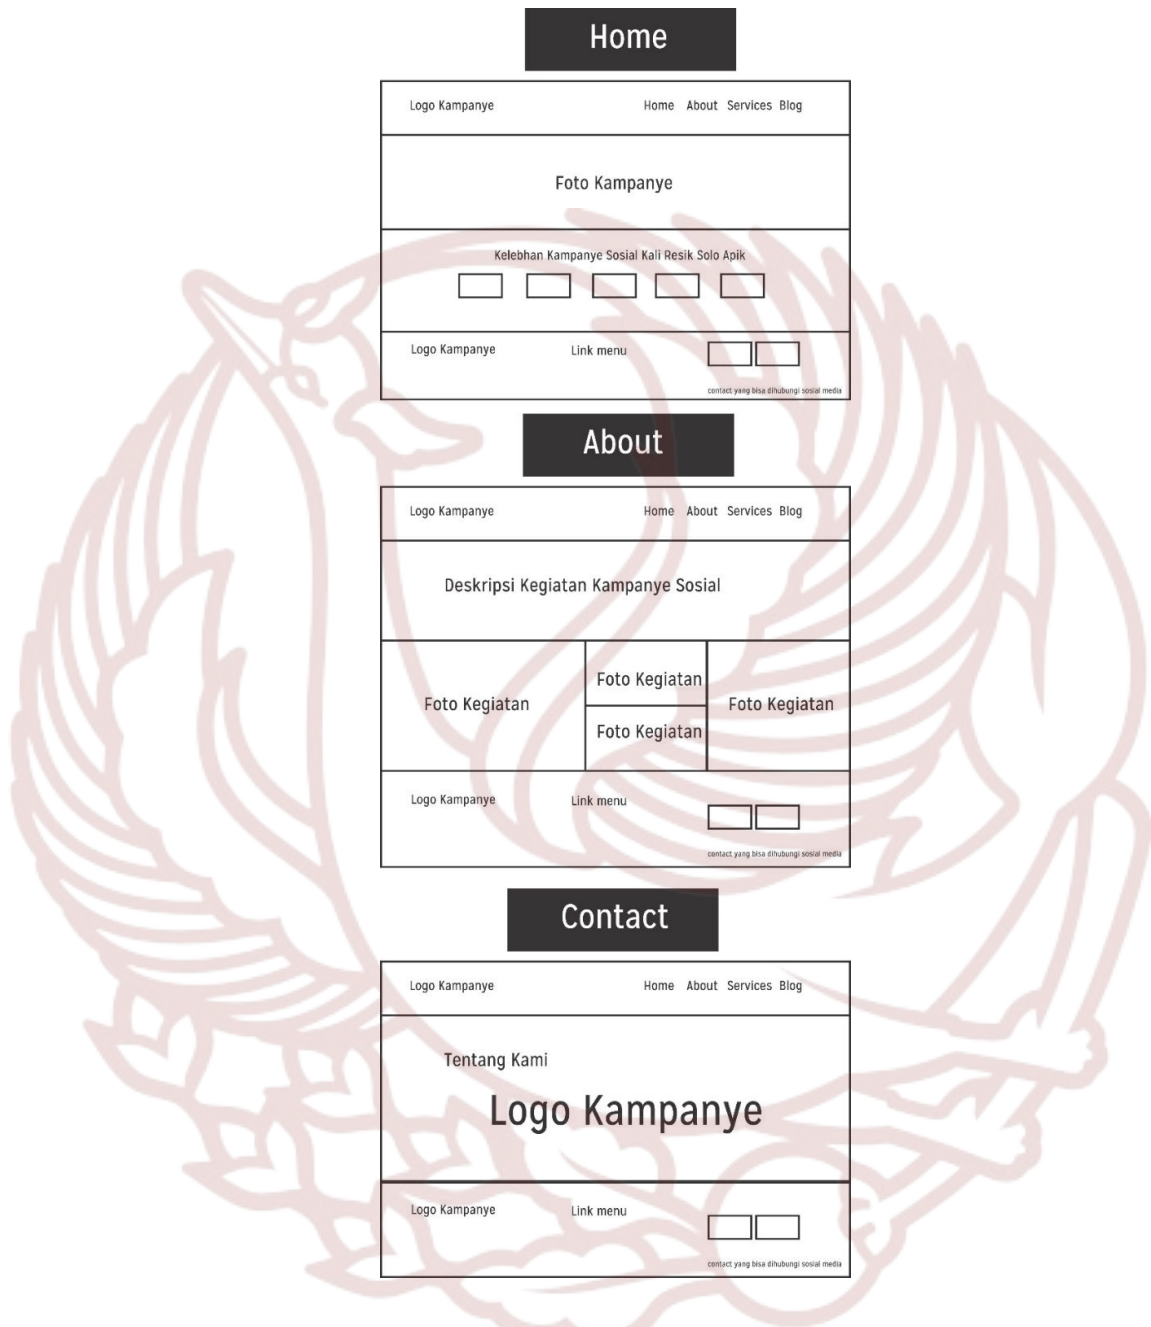 Home
Logo Kampanye Home About Services Blog
Foto Kampanye
Kelebhan Kampanye Sosial Kali Resik Solo Apik
Logo Kampanye Link menu
contact yang bisa dihubungi sosial media
About
Logo Kampanye Home About Services Blog
Deskripsi Kegiatan Kampanye Sosial
Foto Kegiatan
Foto Kegiatan
Foto Kegiatan
Foto Kegiatan
Logo Kampanye Link menu
contact yang bisa dihubungi sosial media
Contact
Logo Kampanye Home About Services Blog
Tentang Kami
Logo Kampanye
Logo Kampanye Link menu
contact yang bisa dihubungi sosial media